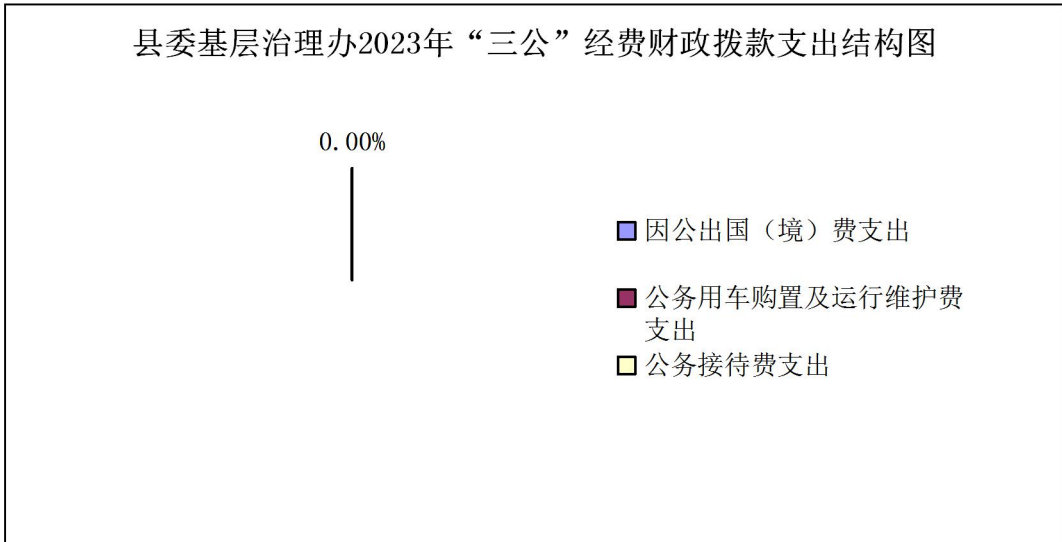 县委基层治理办2023年“三公”经费财政拨款支出结构图
0.00%
因公出国（境）费支出
公务用车购置及运行维护费
支出
公务接待费支出